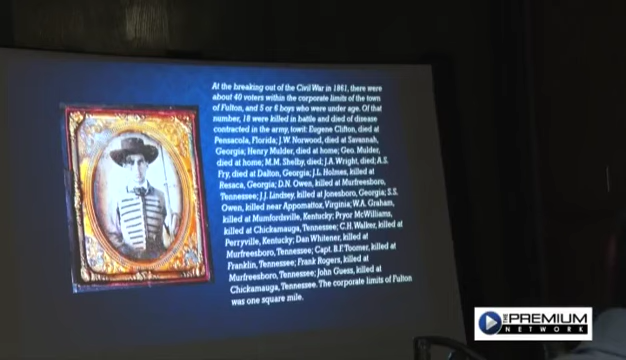 At the breaking out of the Civil War in 1861, there were
about 40 voters within the corporate limits of the town
of Fulton, and 5 or 6 boys who were under age. Of that
number, 18 were killed in battle and died of disease
contracted in the army, towit: Eugene Clifton, died at
Pensacola, Florida; J.W. Norwood, died at Savannah,
Georgia; Henry Mulder, died at home; Geo. Mulder,
died at home; M.M. Shelby, died; J.A. Wright, died; A.S.
Fry, died at Dalton, Georgia; J.L. Holmes, killed at
Resaca, Georgia; D.N. Owen, killed at Murfreesboro,
Tennessee; J.J. Lindsey, killed at Jonesboro, Georgia; S.S.
Owen, killed near Appomattox, Virginia; W.A. Graham,
killed at Mumfordsville, Kentucky; Pryor McWilliams,
killed at Chickamauga, Tennessee; C.H. Walker, killed at
Perryville, Kentucky; Dan Whitener, killed at
Murfreesboro, Tennessee; Capt. B.F. Toomer, killed at
Franklin, Tennessee; Frank Rogers, killed at
Murfreesboro, Tennessee; John Guess, killed at
Chickamauga, Tennessee. The corporate limits of Fulton
was one square mile.
THE PREMIUM
NETWORK